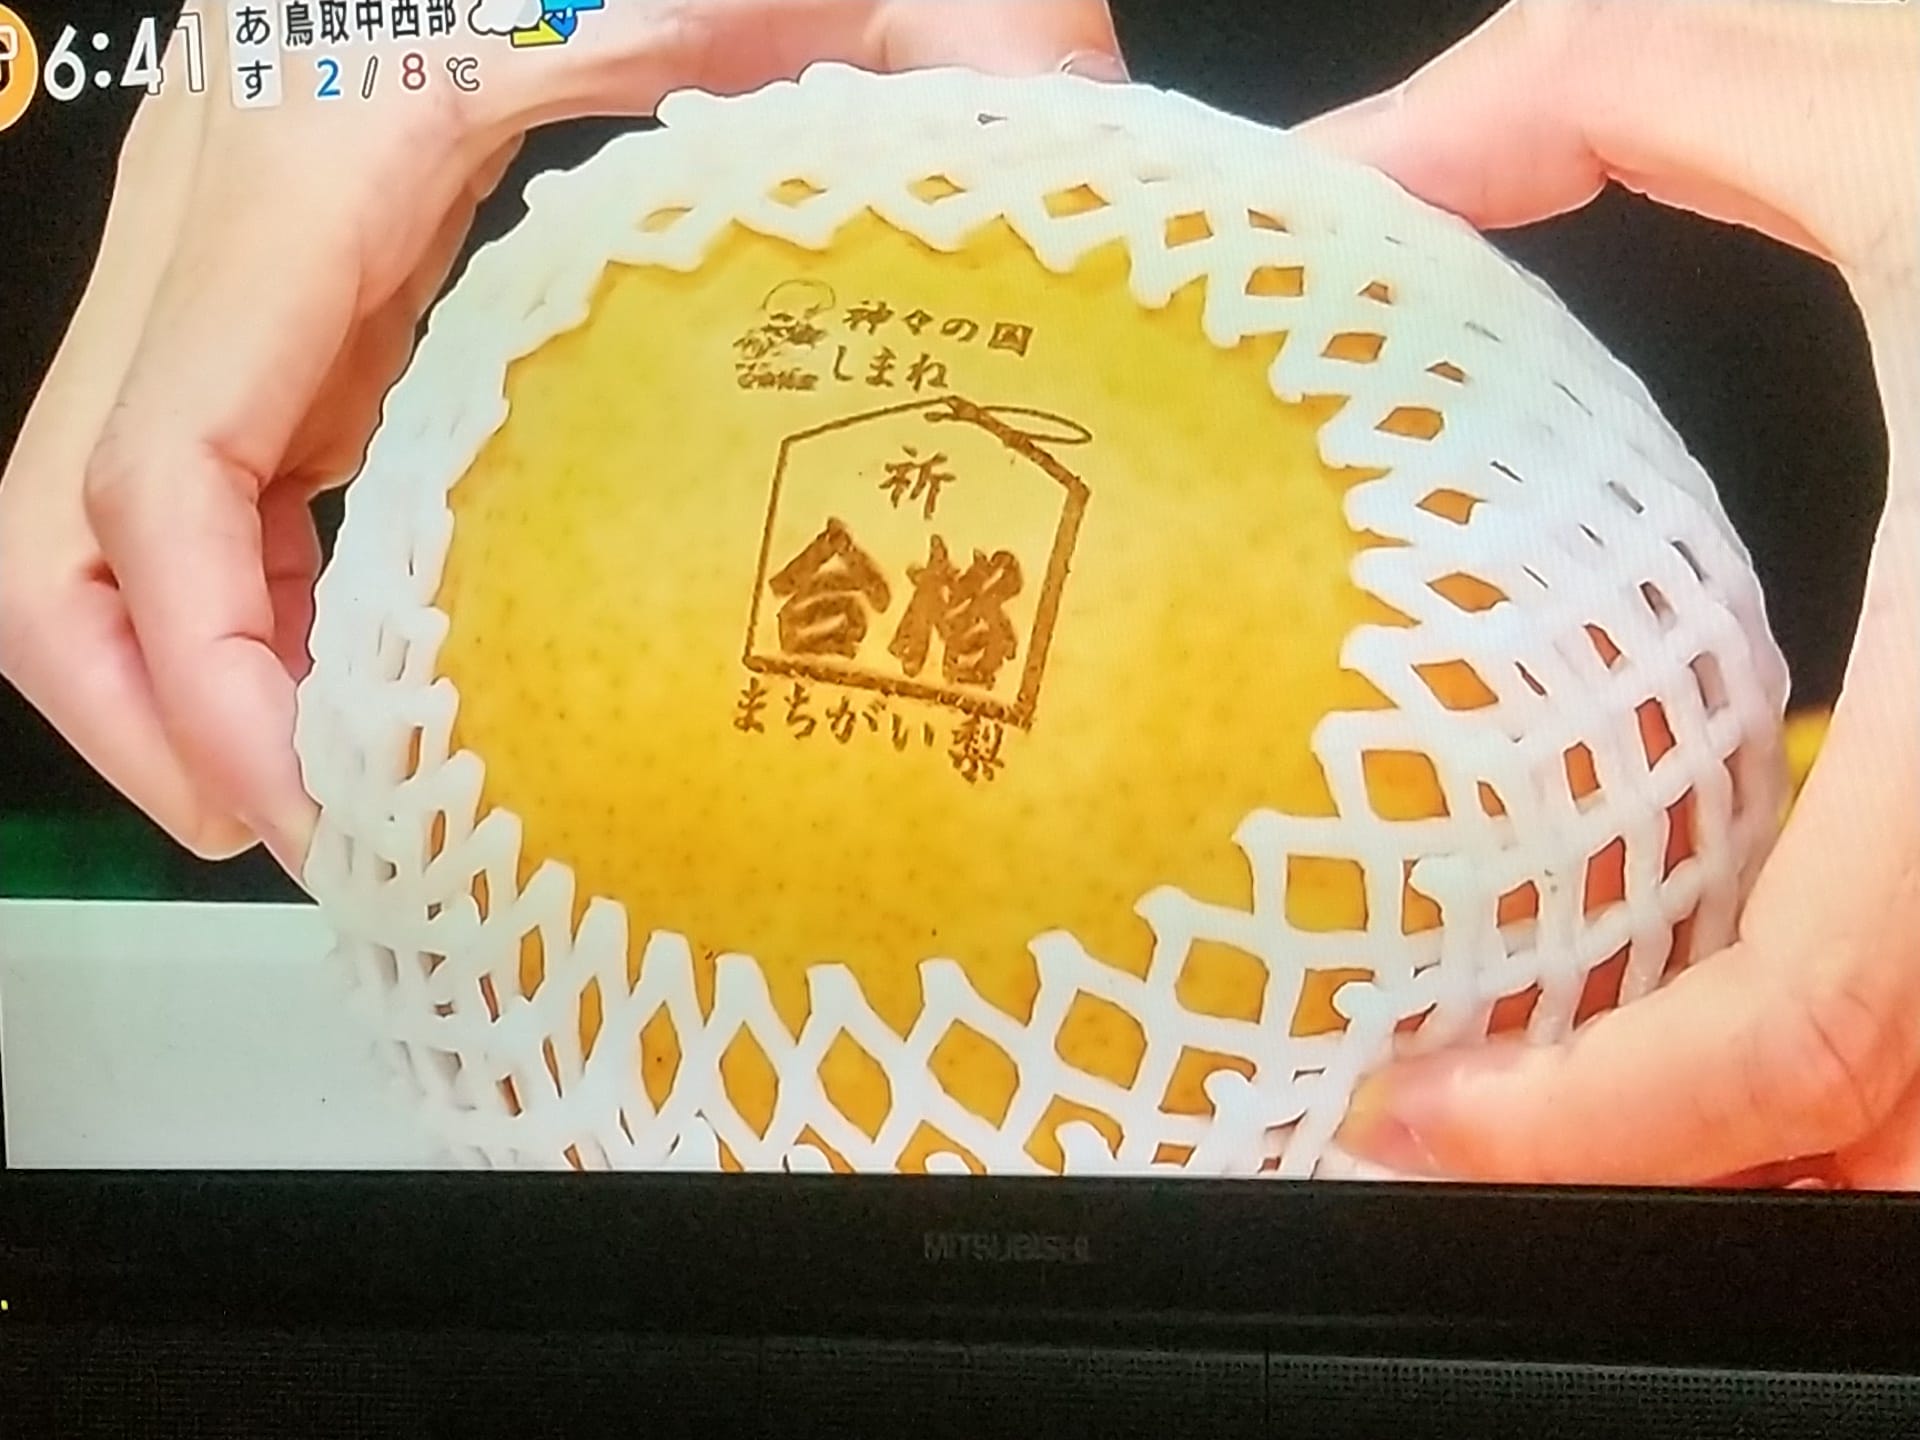 6:41
あす 鳥取中西部
2/8℃
神々の国
しまね
祈
合格
まちがい梨
MITSUBISHI